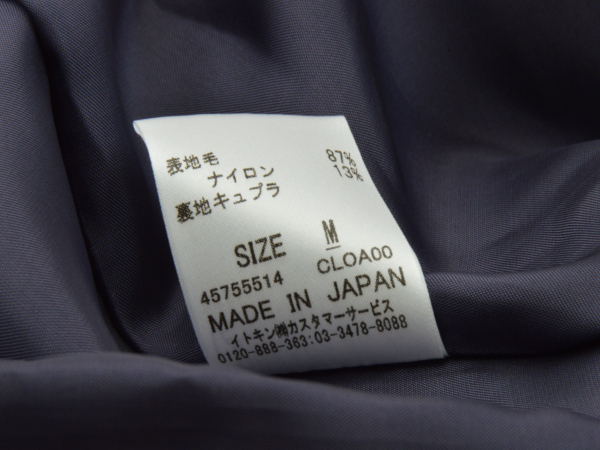 表地毛 87%
ナイロン 13%
裏地キュプラ
SIZE M
45755514 CLOA00
MADE IN JAPAN
イトキン㈱カスタマーサービス
0120-888-363:03-3478-8088